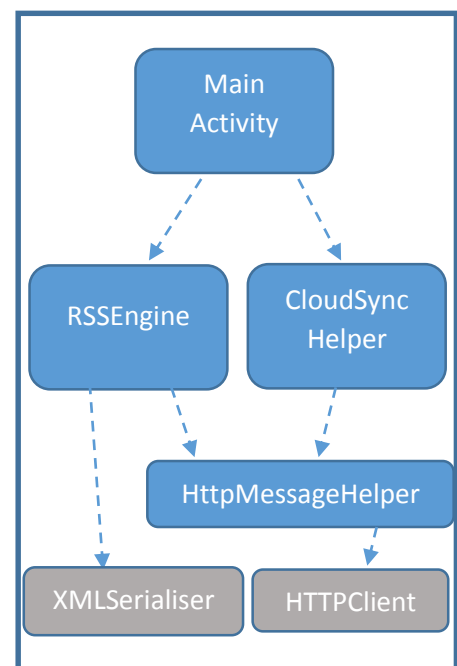 Main
Activity
RSSEngine
CloudSync
Helper
HttpMessageHelper
XMLSerialiser
HTTPClient